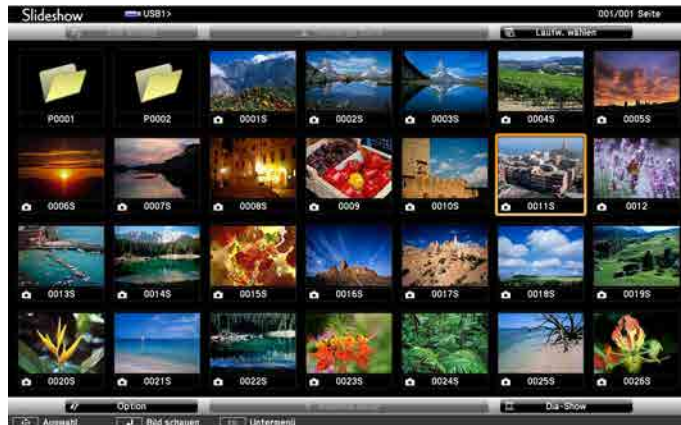 Slideshow USB1> 001/001 Seite
Laufw. wählen
P0001 P0002 0001S 0002S 0003S 0004S 0005S
0006S 0007S 0008S 0009 0010S 0011S 0012
0013S 0014S 0015S 0016S 0017S 0018S 0019S
0020S 0021S 0022S 0023S 0024S 0025S 0026S
Option Dia-Show
Auswahl Bild schauen Untermenü